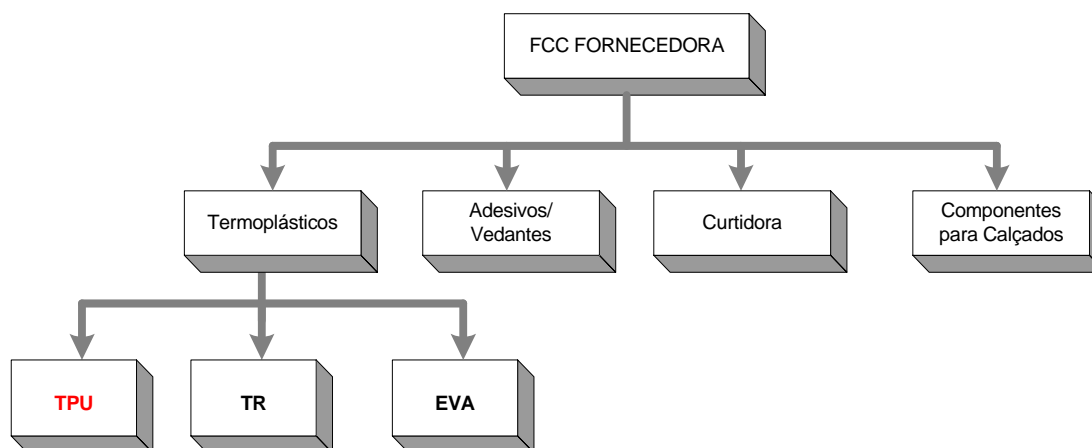 FCC FORNECEDORA
Termoplásticos
Adesivos/
Vedantes
Curtidora
Componentes
para Calçados
TPU
TR
EVA